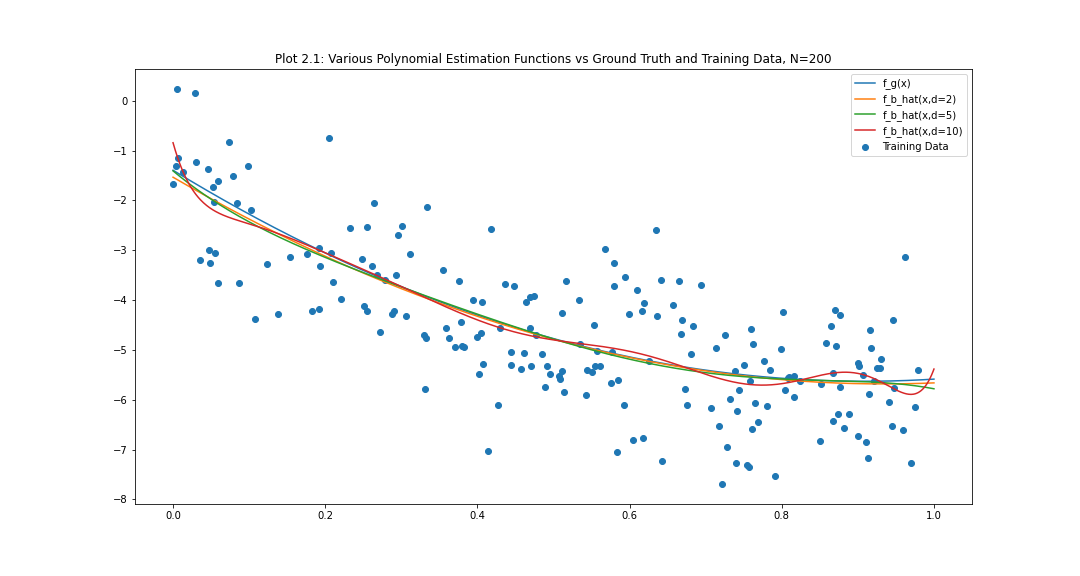 Plot 2.1: Various Polynomial Estimation Functions vs Ground Truth and Training Data, N=200
f_g(x)
f_b_hat(x,d=2)
f_b_hat(x,d=5)
f_b_hat(x,d=10)
Training Data
0
−1
−2
−3
−4
−5
−6
−7
−8
0.0 0.2 0.4 0.6 0.8 1.0